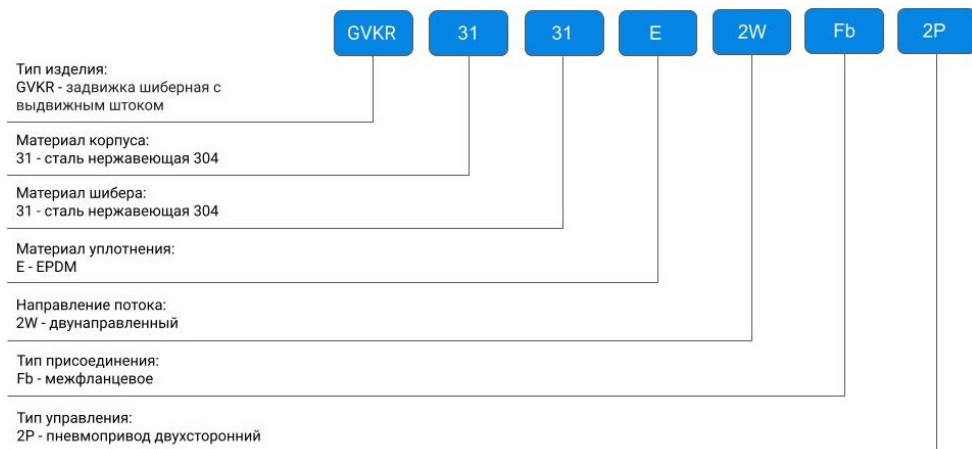 GVKR 31 31 E 2W Fb 2P
Тип изделия:
GVKR - задвижка шиберная с
выдвижным штоком
Материал корпуса:
31 - сталь нержавеющая 304
Материал шибера:
31 - сталь нержавеющая 304
Материал уплотнения:
E - EPDM
Направление потока:
2W - двунаправленный
Тип присоединения:
Fb - межфланцевое
Тип управления:
2P - пневмопривод двухсторонний